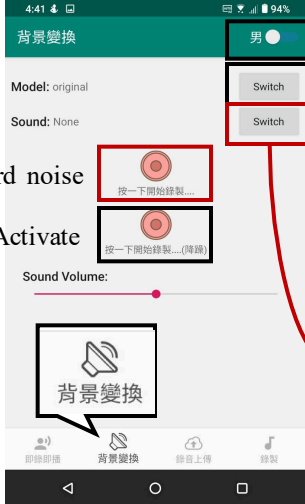 4:41 94%
背景變換 男
Model: original Switch
Sound: None Switch
rd noise
按一下開始錄製....
Activate
按一下開始錄製....(降躁)
Sound Volume:
背景變換
即錄即播 背景變換 錄音上傳 錄製